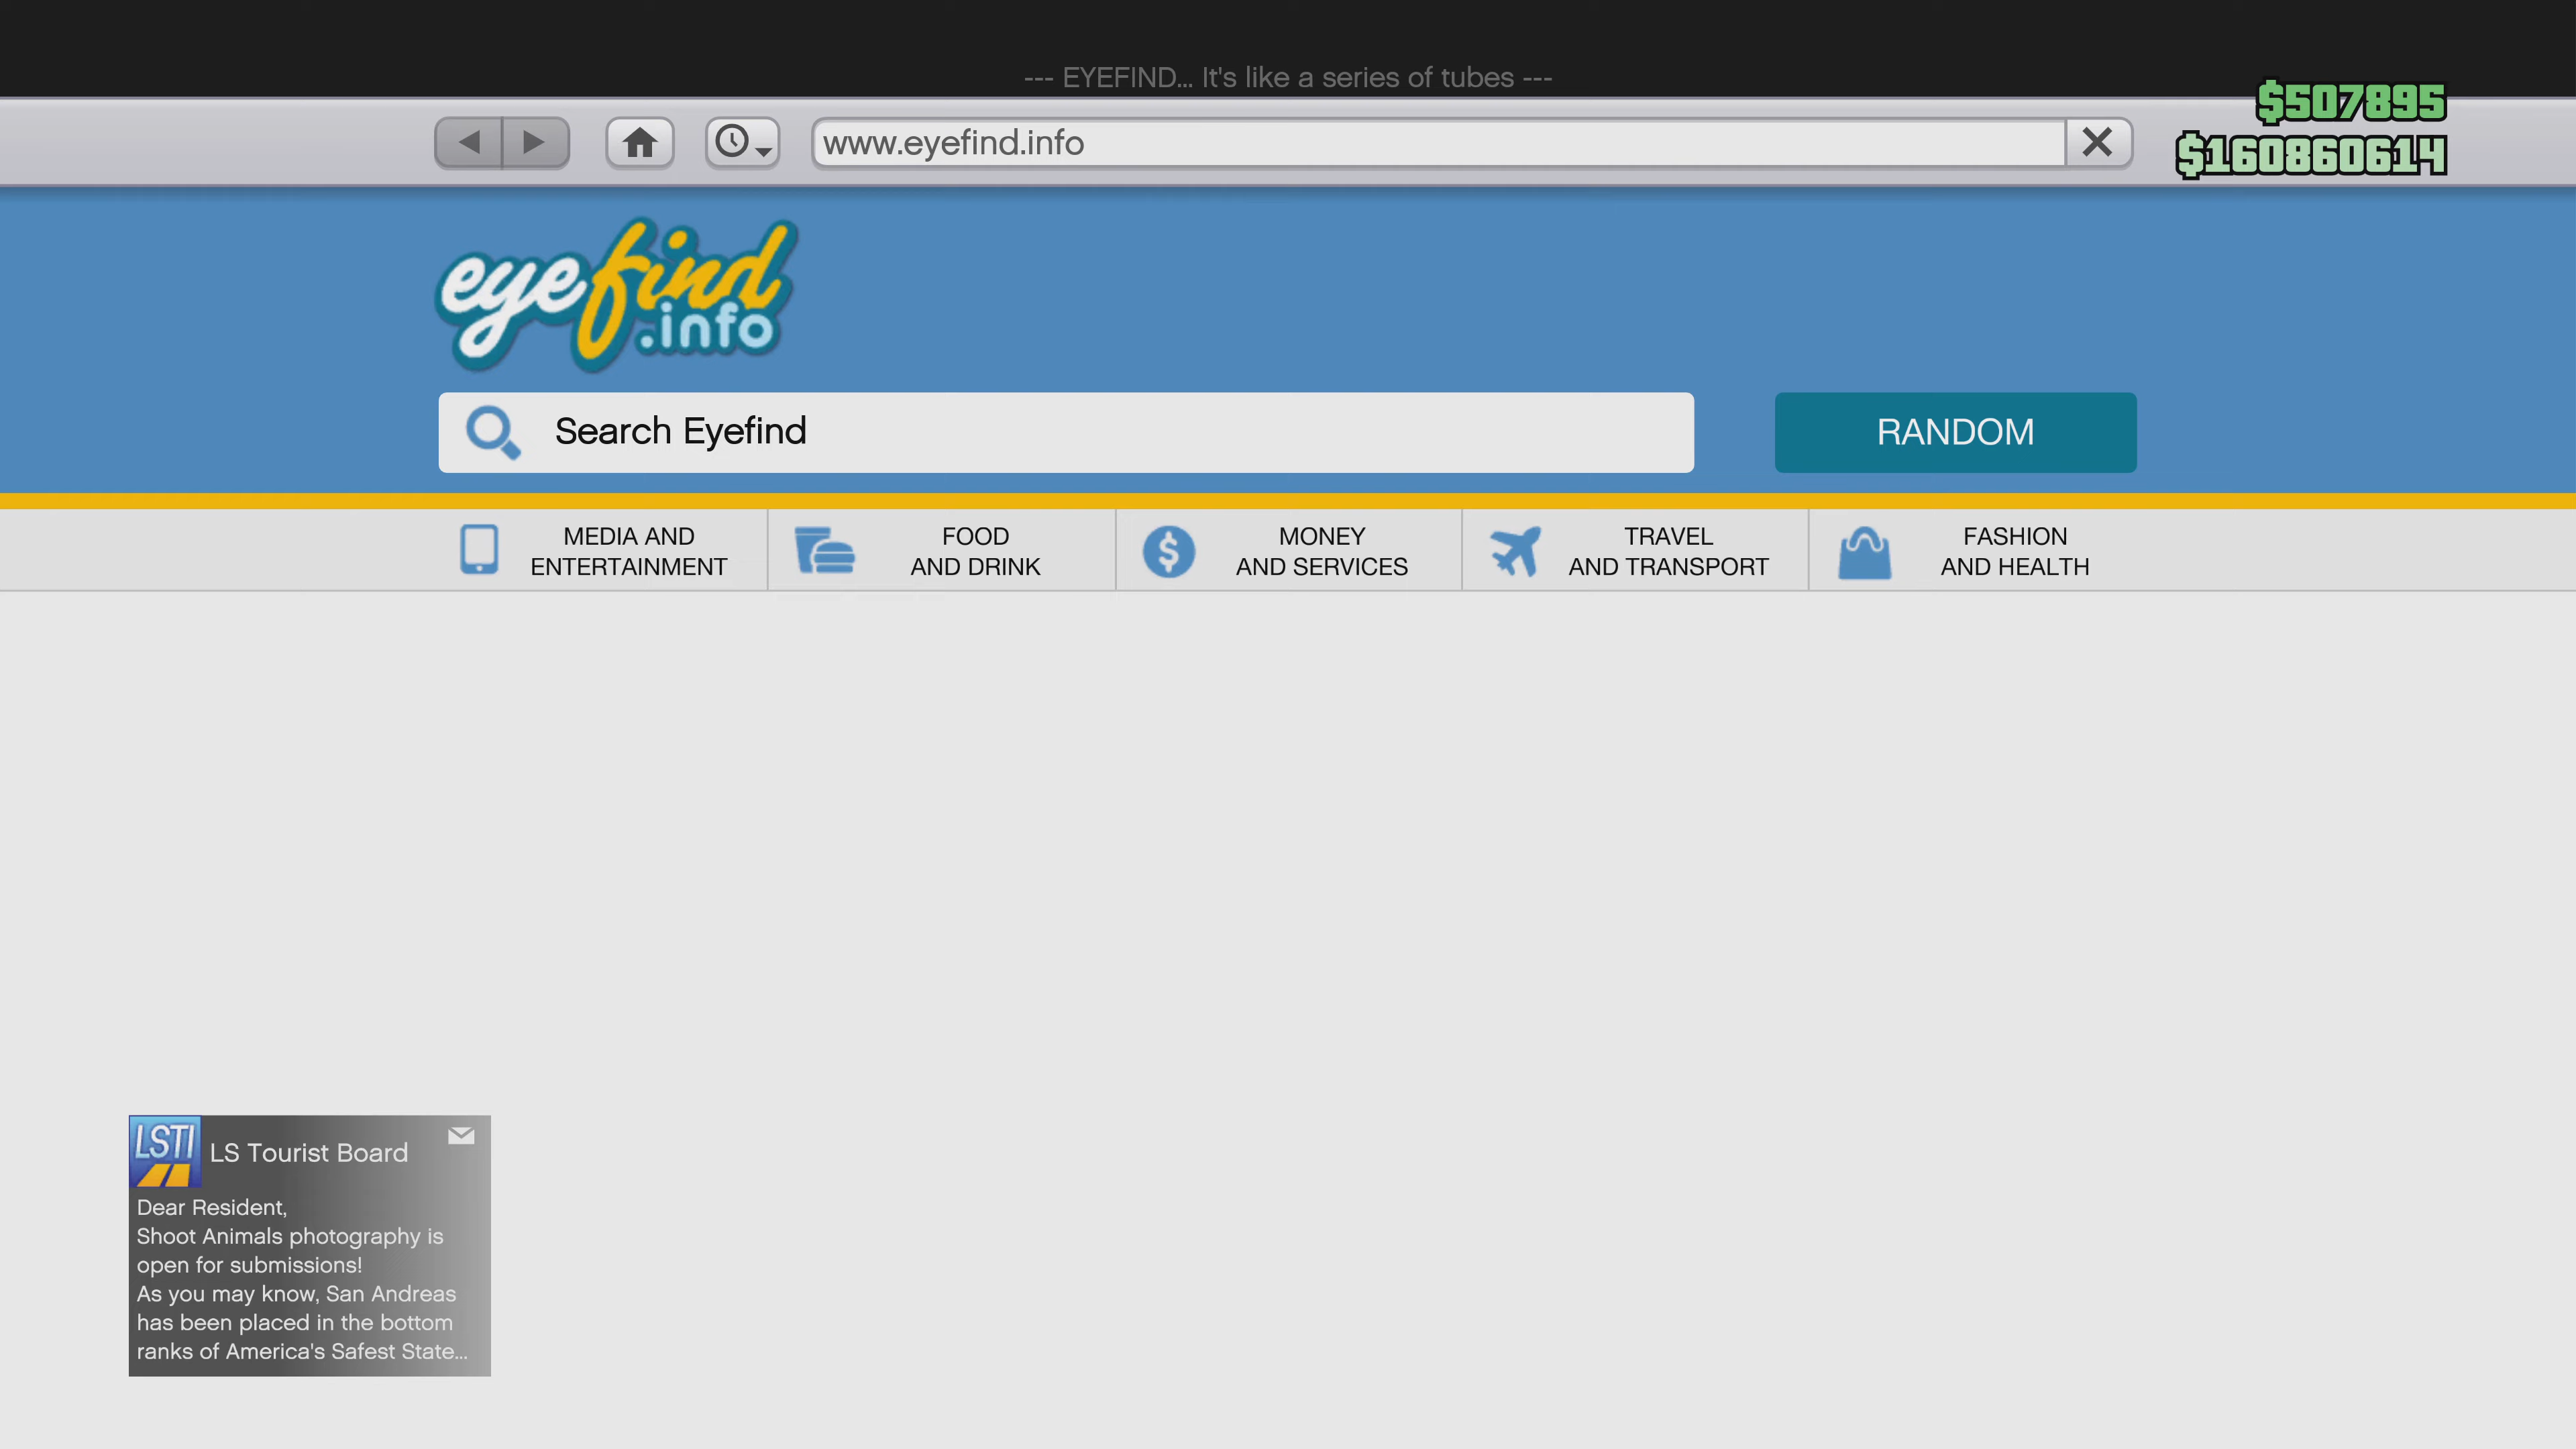 --- EYEFIND... It's like a series of tubes ---
$507895
www.eyefind.info
$160860614
eyefind
.info
Search Eyefind
RANDOM
MEDIA AND
ENTERTAINMENT
FOOD
AND DRINK
MONEY
AND SERVICES
TRAVEL
AND TRANSPORT
FASHION
AND HEALTH
LSTI
LS Tourist Board
Dear Resident,
Shoot Animals photography is
open for submissions!
As you may know, San Andreas
has been placed in the bottom
ranks of America's Safest State...